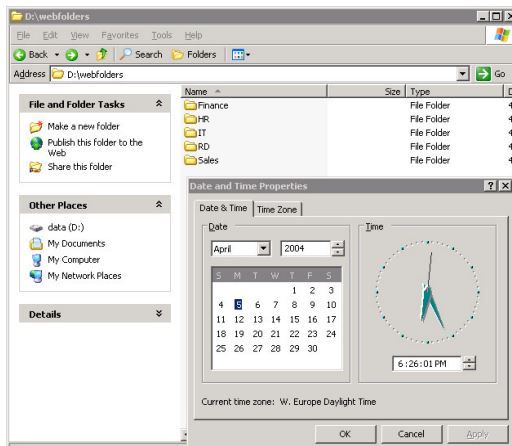 D:\webfolders
File Edit View Favorites Tools Help
Back Search Folders
Address D:\webfolders Go
Name Size Type D
Finance File Folder 4
HR File Folder 4
IT File Folder 4
RD File Folder 4
Sales File Folder 4
File and Folder Tasks
Make a new folder
Publish this folder to the
Web
Share this folder
Other Places
data (D:)
My Documents
My Computer
My Network Places
Details
Date and Time Properties
Date & Time Time Zone
Date
April 2004
S M T W T F S
1 2 3
4 5 6 7 8 9 10
11 12 13 14 15 16 17
18 19 20 21 22 23 24
25 26 27 28 29 30
Time
6:26:01 PM
Current time zone: W. Europe Daylight Time
OK Cancel Apply